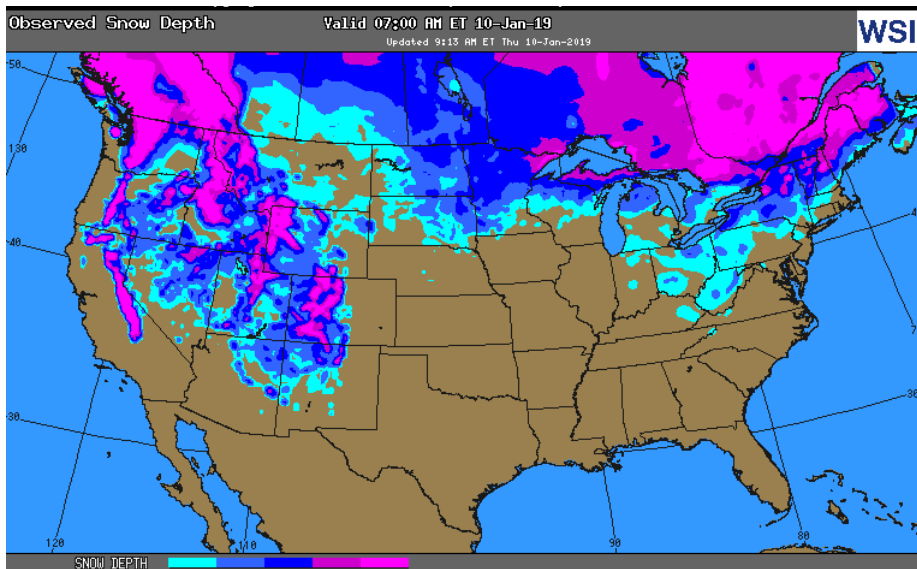 Observed Snow Depth
Valid 07:00 AM ET 10-Jan-19
Updated 9:13 AM ET Thu 10-Jan-2019
WSI
50
130
40
30
120
110
90
80
30
SNOW DEPTH